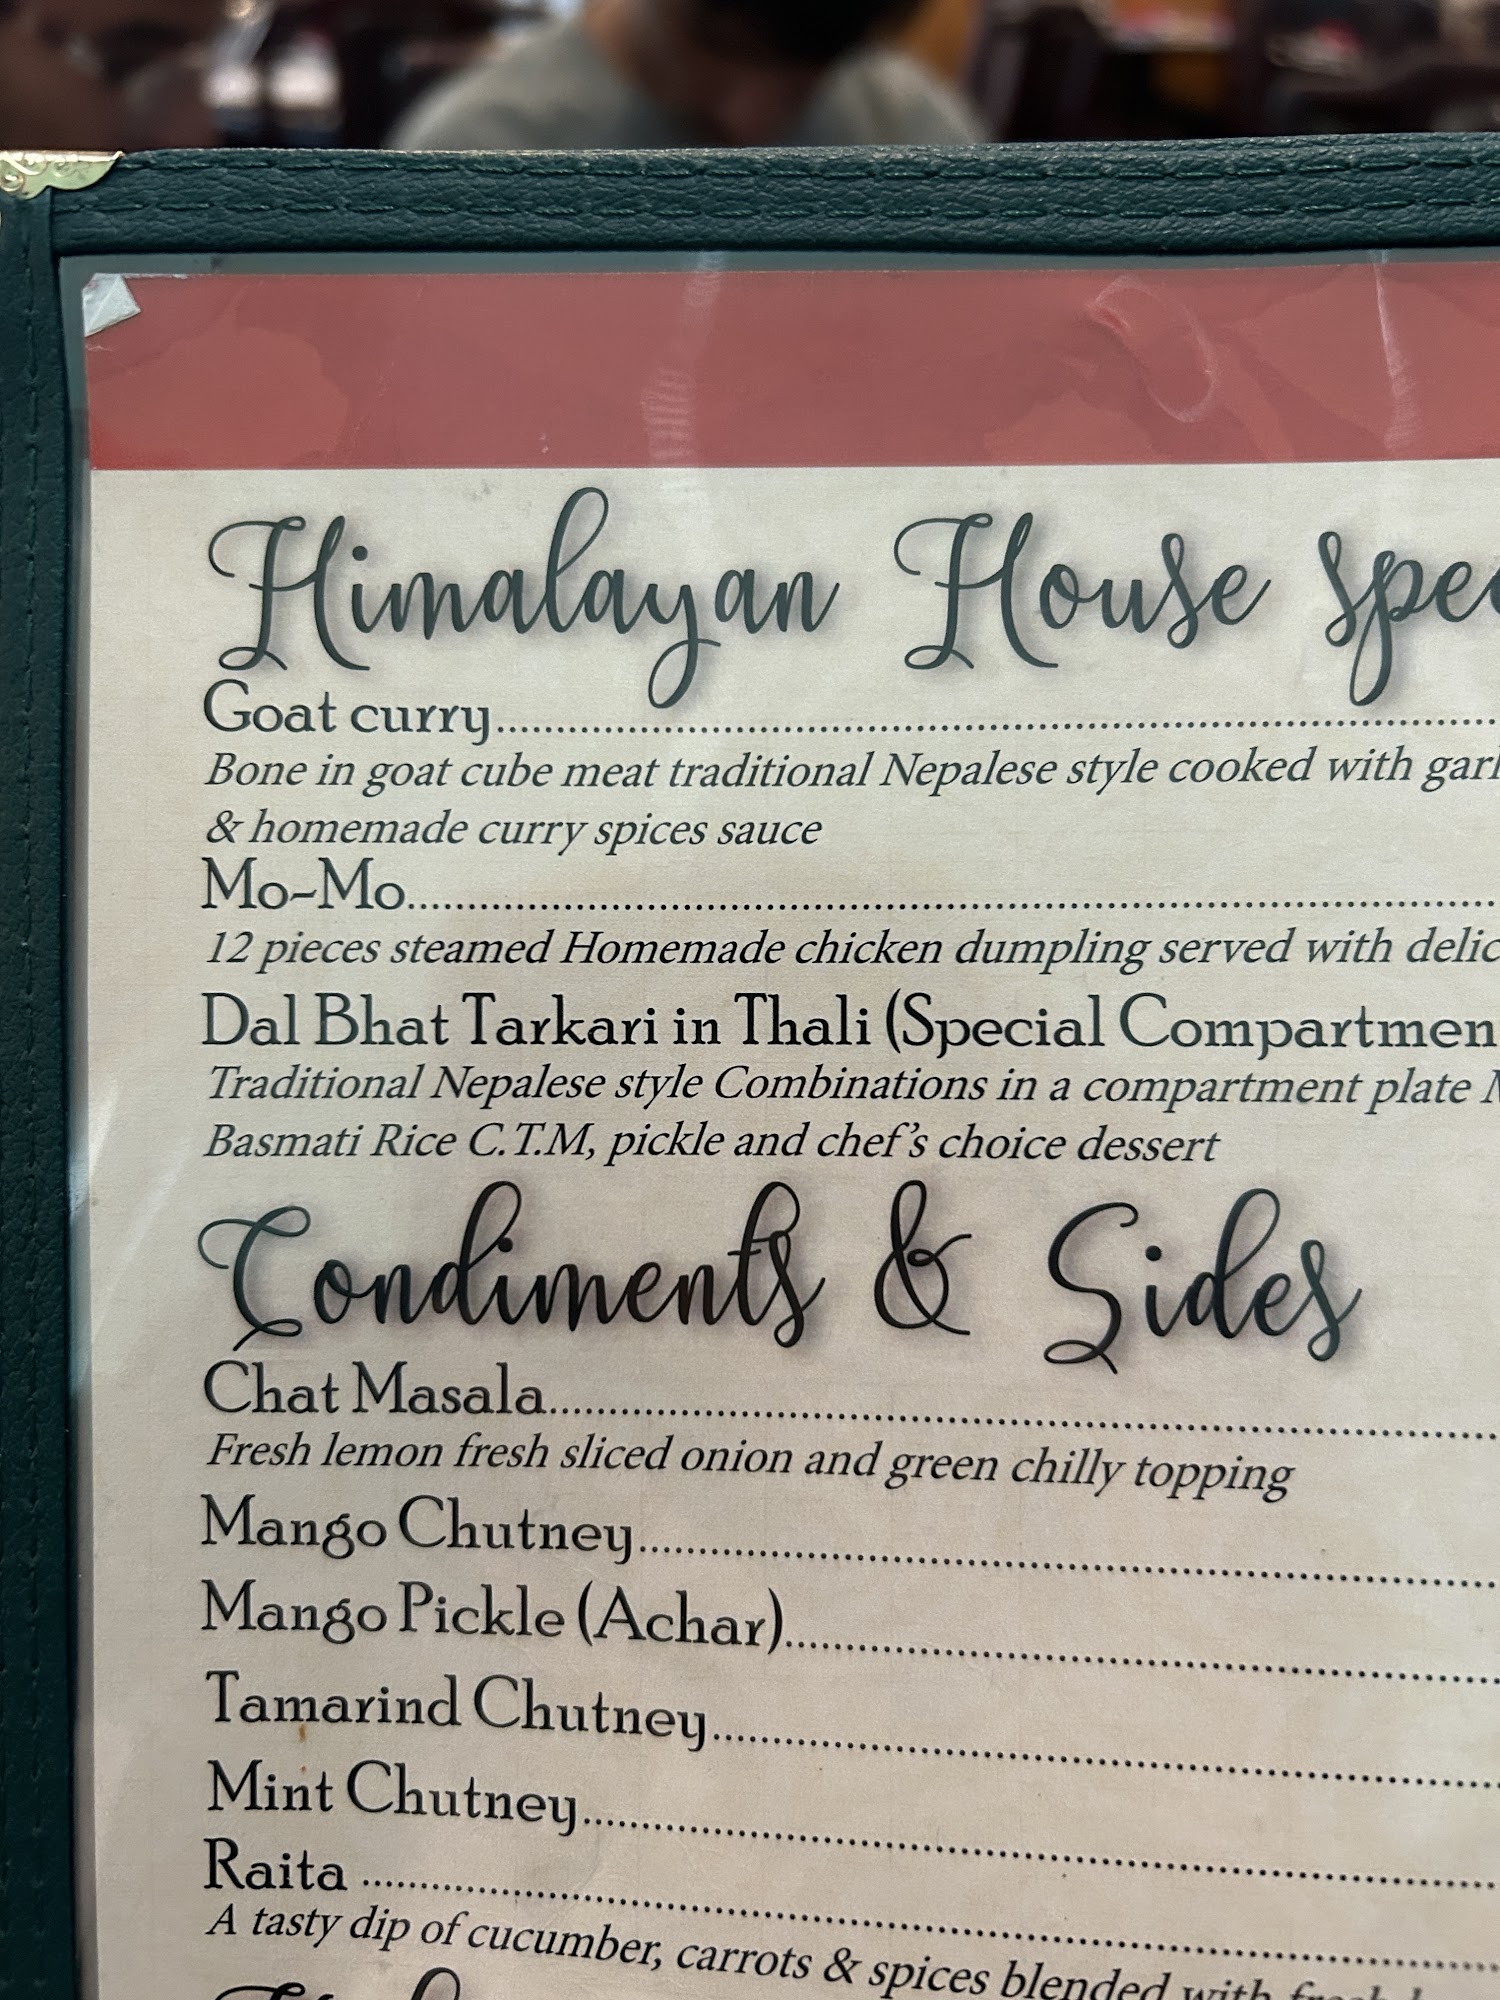 Himalayan House
Goat curry
Bone in goat cube meat traditional Nepalese style cooked with
& homemade curry spices sauce
Mo-Mo
12 pieces steamed Homemade chicken dumpling served with
Dal Bhat Tarkari in Thali (Special
Traditional Nepalese style Combinations in a compartment plate
Basmati Rice C.T.M, pickle and chef's choice dessert
Condiments & Sides
Chat Masala
Fresh lemon fresh sliced onion and green chilly topping
Mango Chutney
Mango Pickle (Achar)
Tamarind Chutney
Mint Chutney
Raita
A tasty dip of cucumber, carrots & spices blended with